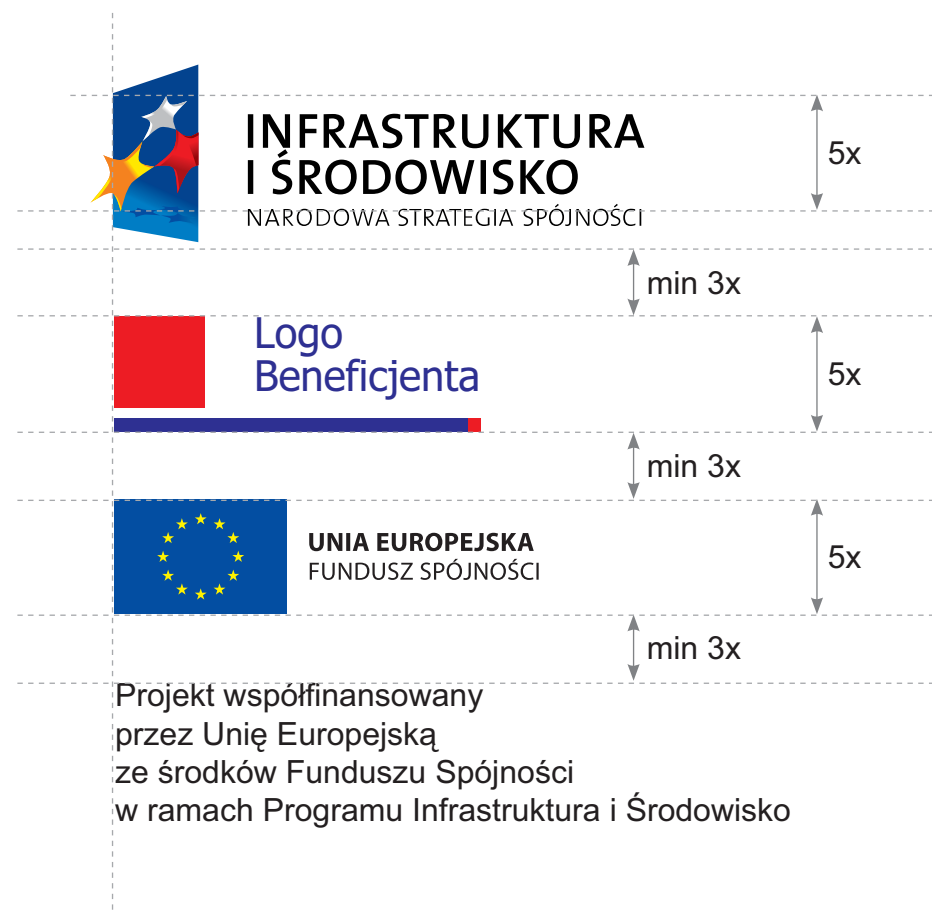 INFRASTRUKTURA
I ŚRODOWISKO
NARODOWA STRATEGIA SPÓJNOŚCI
5x
min 3x
Logo
Beneficjenta
5x
min 3x
UNIA EUROPEJSKA
FUNDUSZ SPÓJNOŚCI
5x
min 3x
Projekt współfinansowany
przez Unię Europejską
ze środków Funduszu Spójności
w ramach Programu Infrastruktura i Środowisko